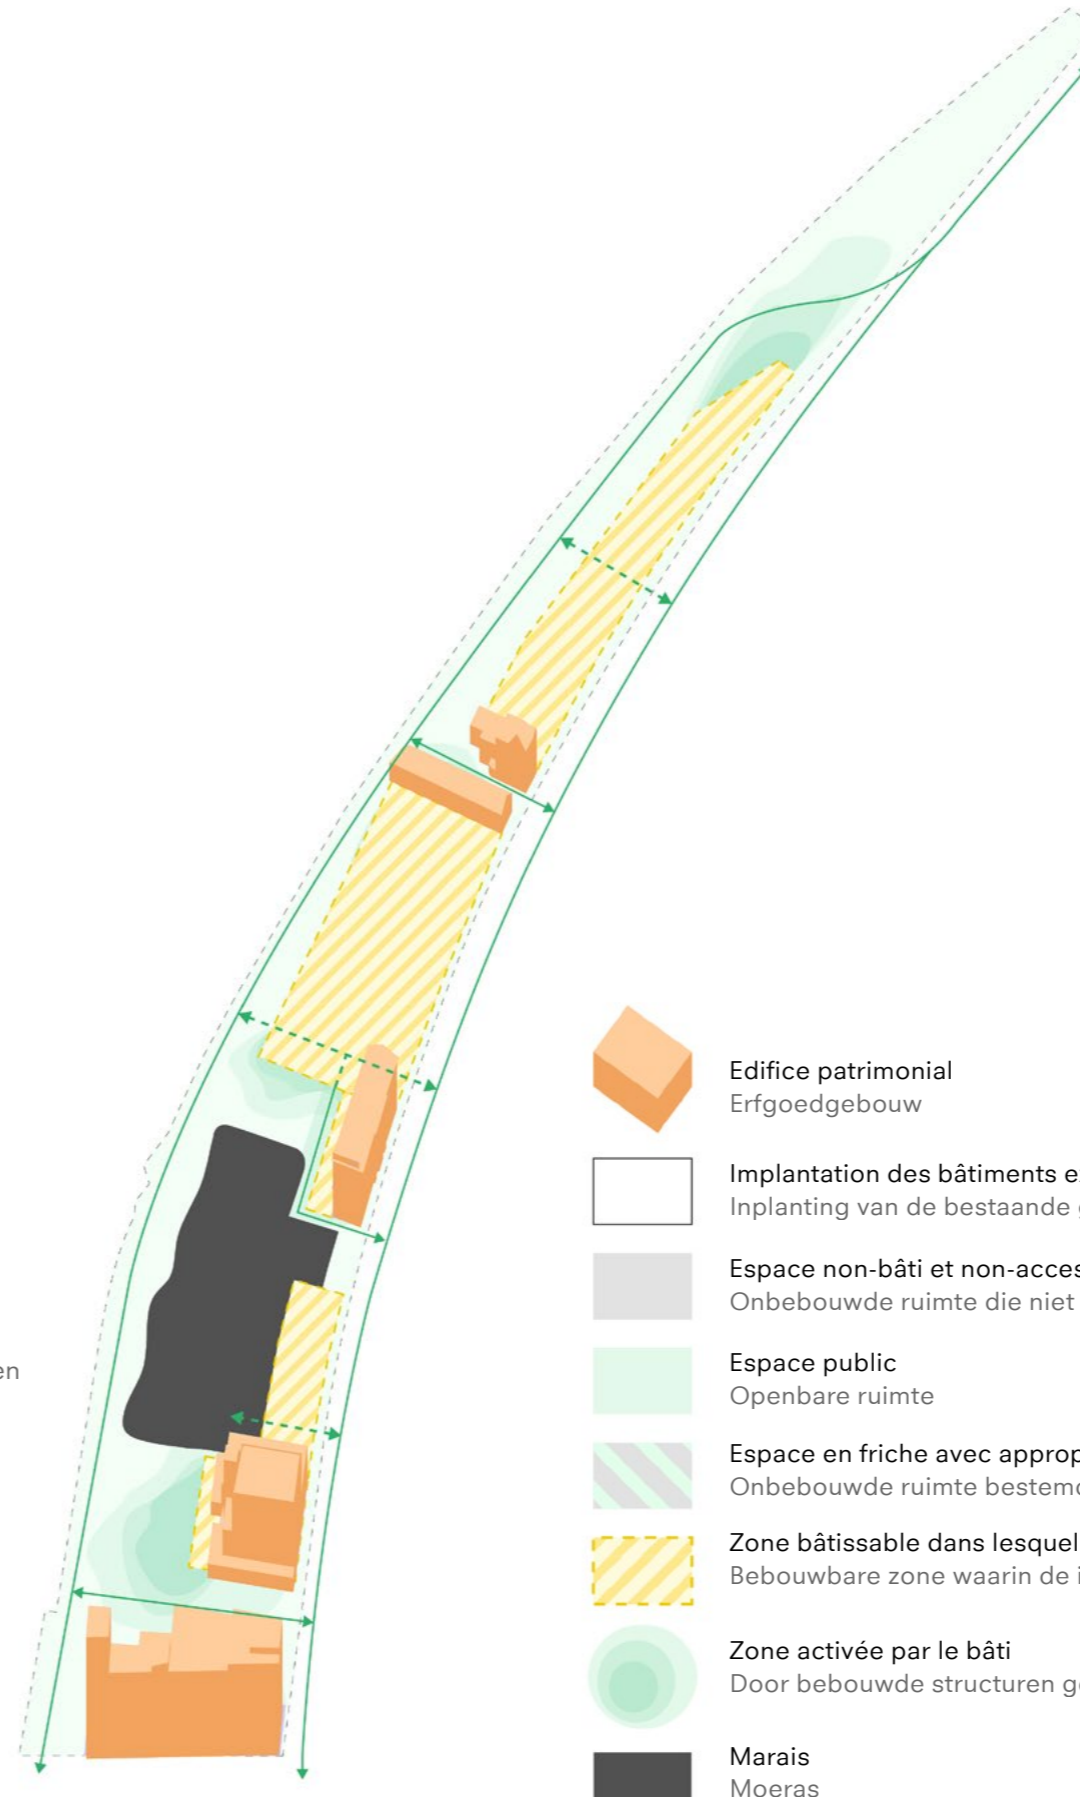 en
Edifice patrimonial
Erfgoedgebouw
Implantation des bâtiments
Inplanting van de bestaande
Espace non-bâti et non-acces
Onbebouwde ruimte die niet
Espace public
Openbare ruimte
Espace en friche avec approp
Onbebouwde ruimte bestemd
Zone bâtissable dans lesquel
Bebouwbare zone waarin de i
Zone activée par le bâti
Door bebouwde structuren g
Marais
Moeras